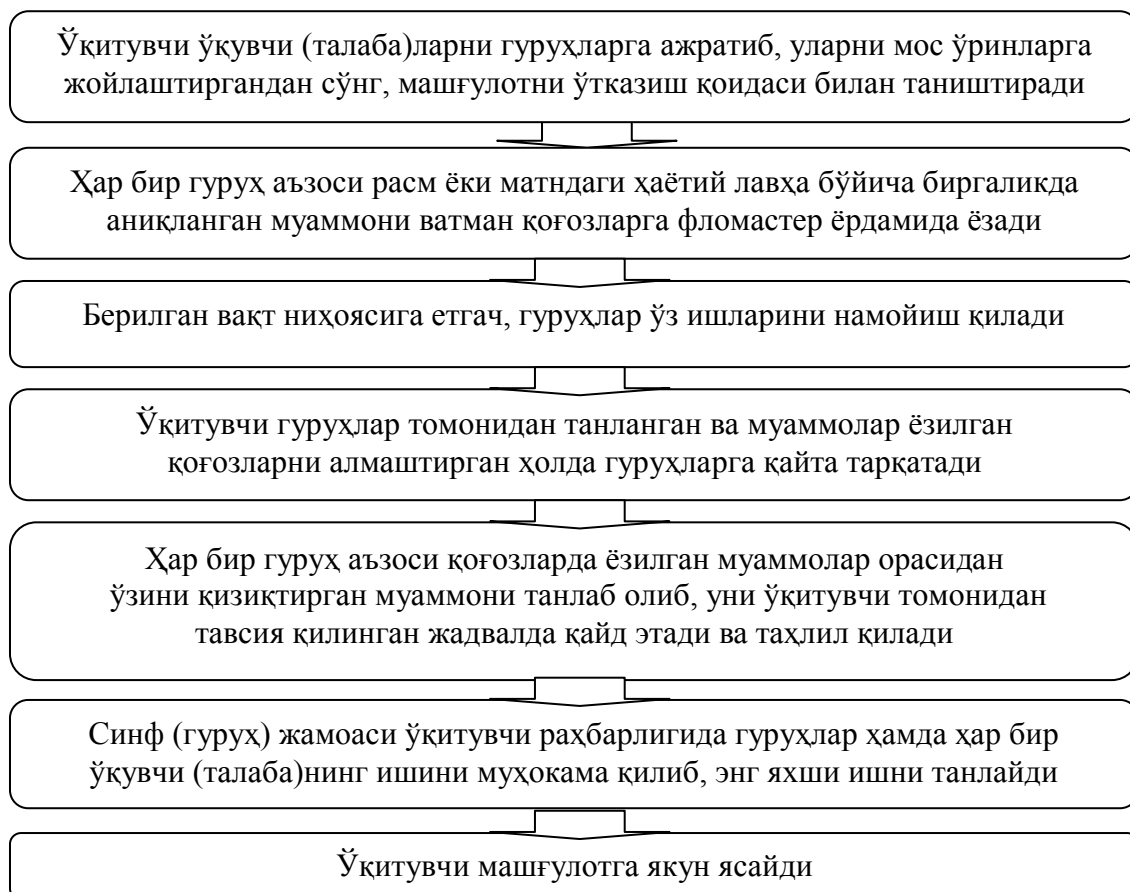 Ўқитувчи ўқувчи (талаба)ларни гуруҳларга ажратиб, уларни мос ўринларга
жойлаштиргандан сўнг, машғулотни ўтказиш қоидаси билан таништиради
Ҳар бир гуруҳ аъзоси расм ёки матндаги ҳаётий лавҳа бўйича биргаликда
аниқланган муаммони ватман қоғозларга фломастер ёрдамида ёзади
Берилган вақт ниҳоясига етгач, гуруҳлар ўз ишларини намойиш қилади
Ўқитувчи гуруҳлар томонидан танланган ва муаммолар ёзилган
қоғозларни алмаштирган ҳолда гуруҳларга қайта тарқатади
Ҳар бир гуруҳ аъзоси қоғозларда ёзилган муаммолар орасидан
ўзини қизиқтирган муаммони танлаб олиб, уни ўқитувчи томонидан
тавсия қилинган жадвалда қайд этади ва таҳлил қилади
Синф (гуруҳ) жамоаси ўқитувчи раҳбарлигида гуруҳлар ҳамда ҳар бир
ўқувчи (талаба)нинг ишини муҳокама қилиб, энг яхши ишни танлайди
Ўқитувчи машғулотга якун ясайди